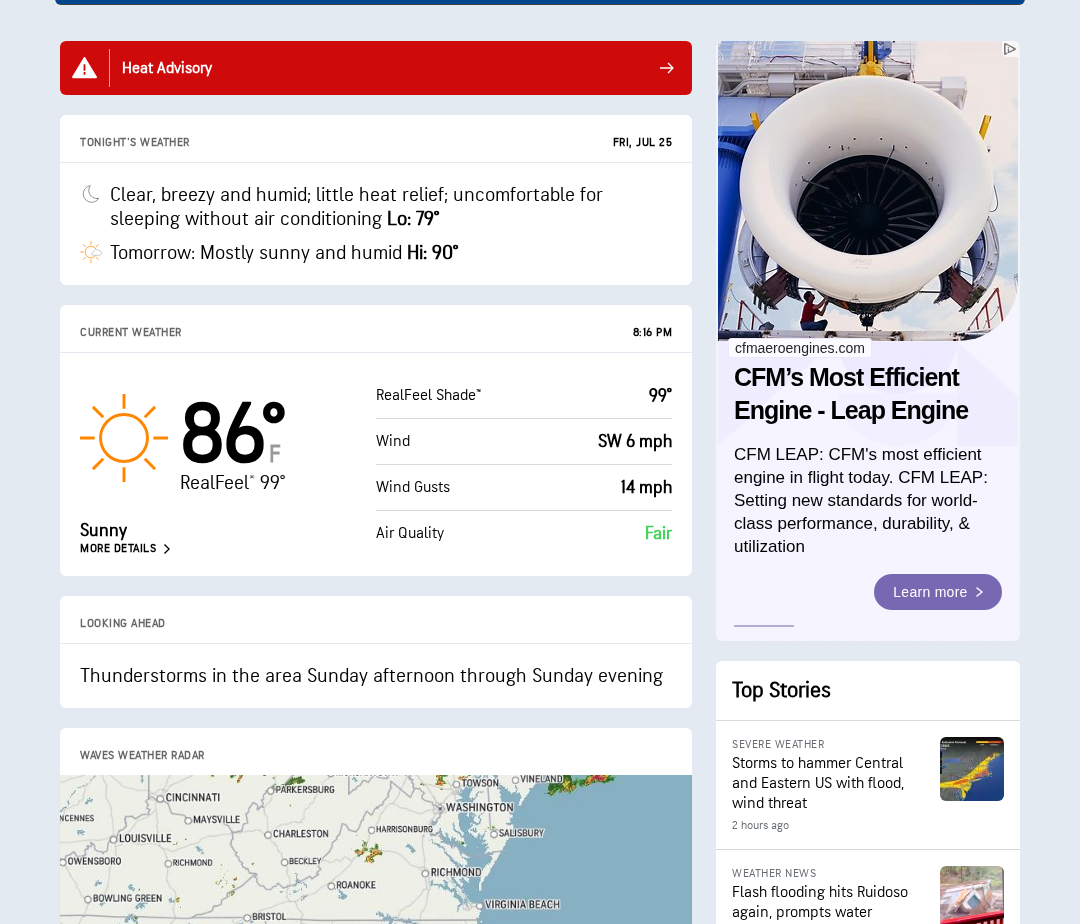 Heat Advisory
TONIGHT'S WEATHER
FRI, JUL 25
Clear, breezy and humid; little heat relief; uncomfortable for
sleeping without air conditioning Lo: 79°
Tomorrow: Mostly sunny and humid Hi: 90°
CURRENT WEATHER
8:16 PM
86°F
RealFeel® 99°
Sunny
MORE DETAILS
RealFeel Shade™ 99°
Wind SW 6 mph
Wind Gusts 14 mph
Air Quality Fair
LOOKING AHEAD
Thunderstorms in the area Sunday afternoon through Sunday evening
WAVES WEATHER RADAR
TOWSON
VINELAND
PARKERSBURG
CINCINNATI
WASHINGTON
NCENNES
MAYSVILLE
HARRISONBURG
CHARLESTON
SALISBURY
LOUISVILLE
OWENSBORO
RICHMOND
BECKLEY
RICHMOND
ROANOKE
BOWLING GREEN
VIRGINIA BEACH
BRISTOL
cfmaeroengines.com
CFM’s Most Efficient
Engine - Leap Engine
CFM LEAP: CFM's most efficient
engine in flight today. CFM LEAP:
Setting new standards for world-
class performance, durability, &
utilization
Learn more
Top Stories
SEVERE WEATHER
Storms to hammer Central
and Eastern US with flood,
wind threat
2 hours ago
WEATHER NEWS
Flash flooding hits Ruidoso
again, prompts water